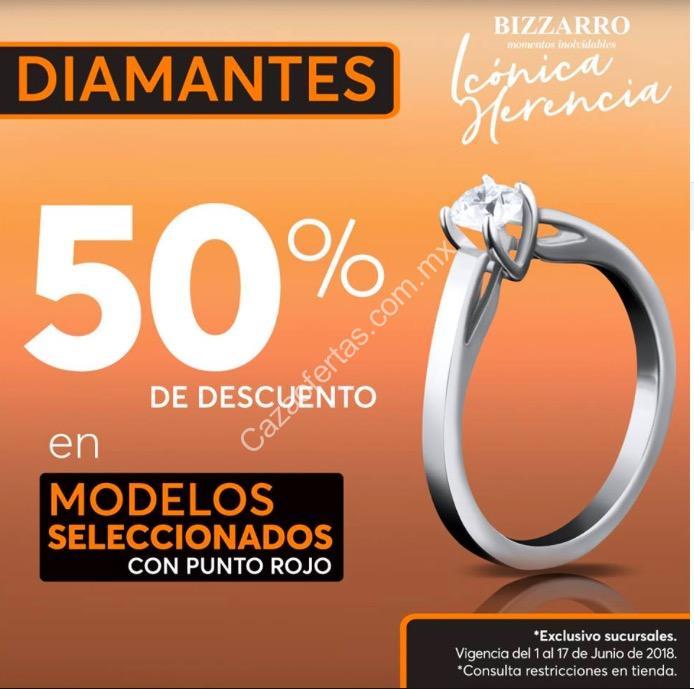 BIZZARRO
momentos inolvidables
Icónica
Herencia
DIAMANTES
50%
DE DESCUENTO
en
MODELOS
SELECCIONADOS
CON PUNTO ROJO
Cazaofertas.com.mx
*Exclusivo sucursales.
Vigencia del 1 al 17 de Junio de 2018.
*Consulta restricciones en tienda.